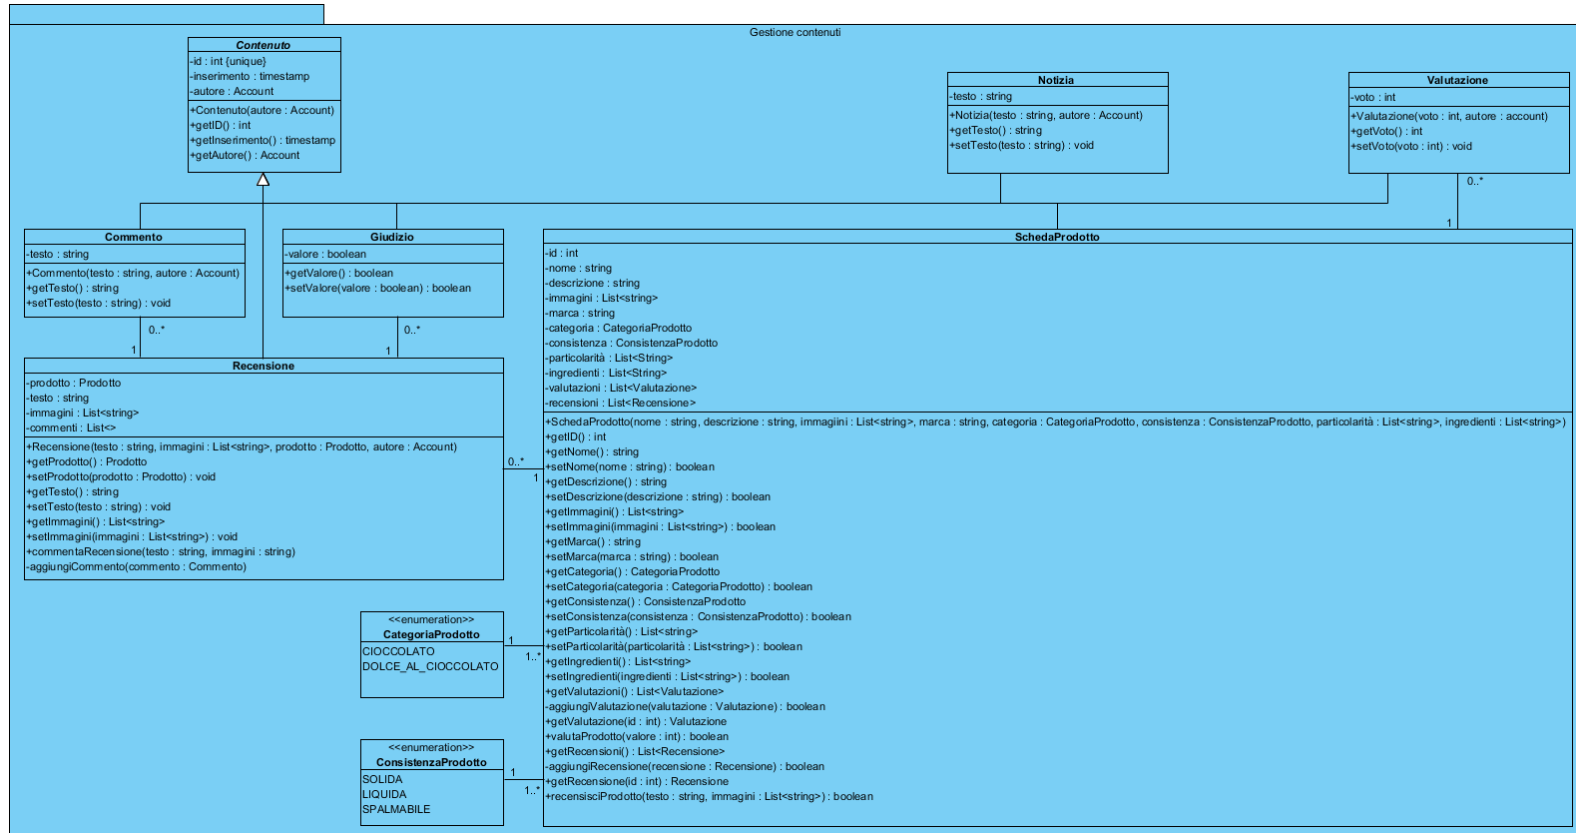 Gestione contenuti
Contenuto
-id : int {unique}
-inserimento : timestamp
-autore : Account
+Contenuto(autore : Account)
+getID() : int
+getInserimento() : timestamp
+getAutore() : Account
Notizia
-testo : string
+Notizia(testo : string, autore : Account)
+getTesto() : string
+setTesto(testo : string) : void
Valutazione
-voto : int
+Valutazione(voto : int, autore : account)
+getVoto() : int
+setVoto(voto : int) : void
0..*
1
Commento
-testo : string
+Commento(testo : string, autore : Account)
+getTesto() : string
+setTesto(testo : string) : void
0..*
1
Giudizio
-valore : boolean
+getValore() : boolean
+setValore(valore : boolean) : boolean
0..*
1
Recensione
-prodotto : Prodotto
-testo : string
-immagini : List<string>
-commenti : List<>
+Recensione(testo : string, immagini : List<string>, prodotto : Prodotto, autore : Account)
+getProdotto() : Prodotto
+setProdotto(prodotto : Prodotto) : void
+getTesto() : string
+setTesto(testo : string) : void
+getImmagini() : List<string>
+setImmagini(immagini : List<string>) : void
+commentaRecensione(testo : string, immagini : string)
-aggiungiCommento(commento : Commento)
0..*
1
SchedaProdotto
-id : int
-nome : string
-descrizione : string
-immagini : List<string>
-marca : string
-categoria : CategoriaProdotto
-consistenza : ConsistenzaProdotto
-particolarità : List<String>
-ingredienti : List<String>
-valutazioni : List<Valutazione>
-recensioni : List<Recensione>
+SchedaProdotto(nome : string, descrizione : string, immagiini : List<string>, marca : string, categoria : CategoriaProdotto, consistenza : ConsistenzaProdotto, particolarità : List<string>, ingredienti : List<string>)
+getID() : int
+getNome() : string
+setNome(nome : string) : boolean
+getDescrizione() : string
+setDescrizione(descrizione : string) : boolean
+getImmagini() : List<string>
+setImmagini(immagini : List<string>) : boolean
+getMarca() : string
+setMarca(marca : string) : boolean
+getCategoria() : CategoriaProdotto
+setCategoria(categoria : CategoriaProdotto) : boolean
+getConsistenza() : ConsistenzaProdotto
+setConsistenza(consistenza : ConsistenzaProdotto) : boolean
+getParticolarità() : List<string>
+setParticolarità(particolarità : List<string>) : boolean
+getIngredienti() : List<string>
+setIngredienti(ingredienti : List<string>) : boolean
+getValutazioni() : List<Valutazione>
-aggiungiValutazione(valutazione : Valutazione) : boolean
+getValutazione(id : int) : Valutazione
+valutaProdotto(valore : int) : boolean
+getRecensioni() : List<Recensione>
-aggiungiRecensione(recensione : Recensione) : boolean
+getRecensione(id : int) : Recensione
+recensisciProdotto(testo : string, immagini : List<string>) : boolean
<<enumeration>>
CategoriaProdotto
CIOCCOLATO
DOLCE_AL_CIOCCOLATO
1
1..*
<<enumeration>>
ConsistenzaProdotto
SOLIDA
LIQUIDA
SPALMABILE
1
1..*